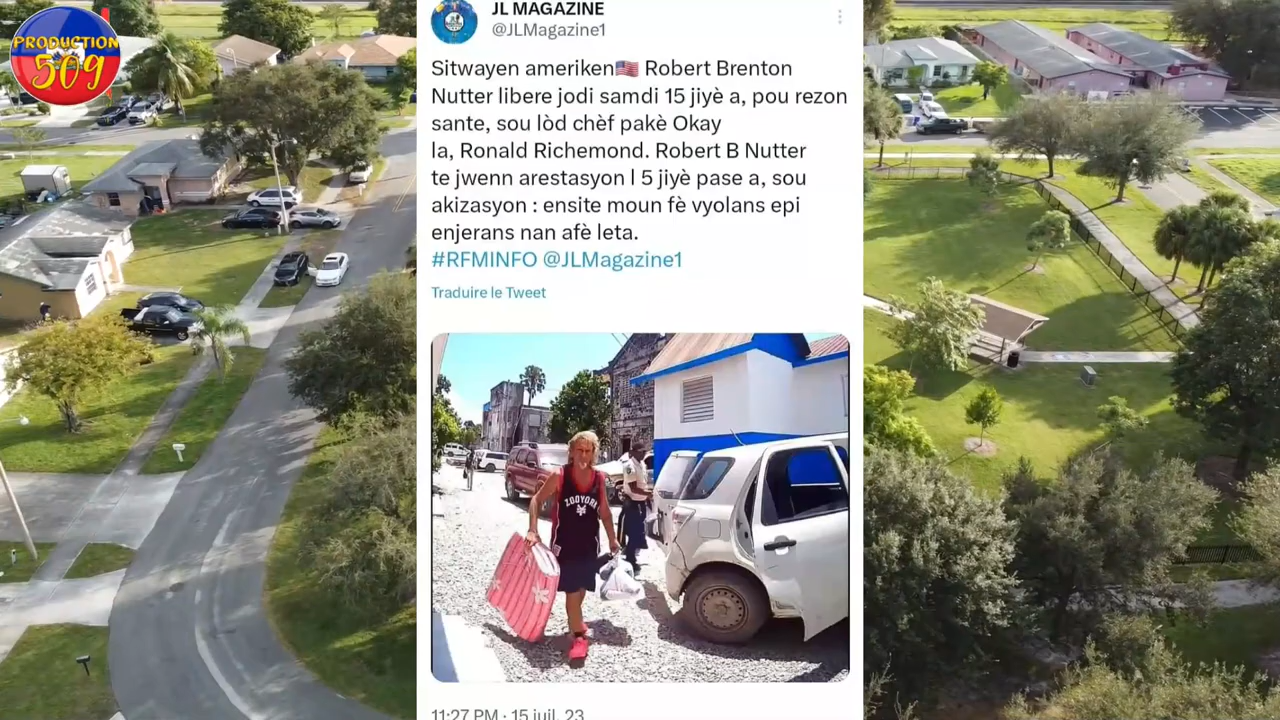 PRODUCTION
509
JL MAGAZINE
@JLMagazine1
Sitwayen ameriken🇺🇸 Robert Brenton
Nutter libere jodi samdi 15 jiyè a, pou rezon
sante, sou lòd chèf pakè Okay
la, Ronald Richemond. Robert B Nutter
te jwenn arestasyon l 5 jiyè pase a, sou
akizasyon : ensite moun fè vyolans epi
enjerans nan afè leta.
#RFMINFO @JLMagazine1
Traduire le Tweet
ZOOYORK
11:27 PM · 15 juil. 23